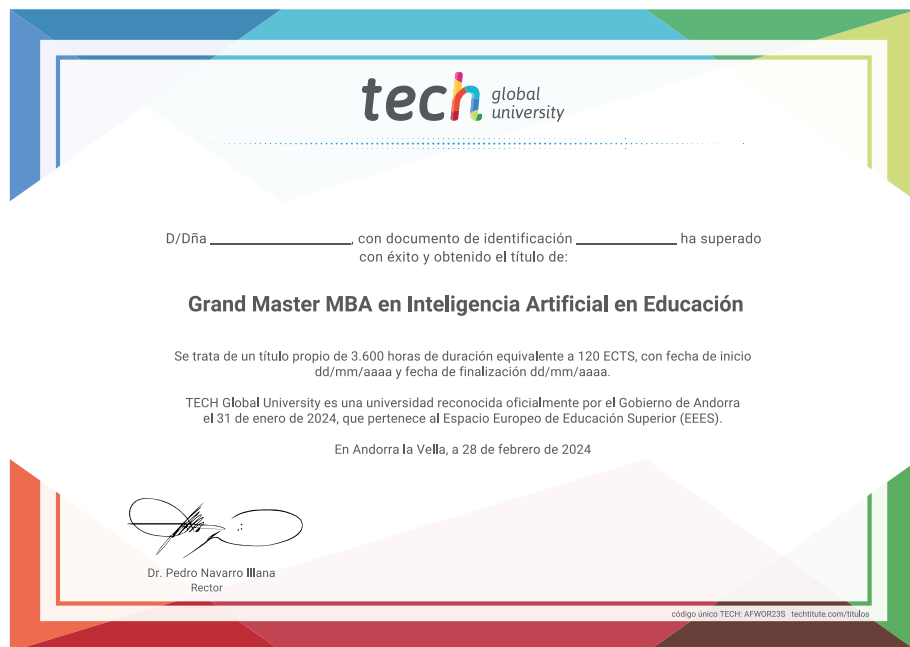 tech global university
D/Dña ________________, con documento de identificación ____________ ha superado
con éxito y obtenido el título de:
Grand Master MBA en Inteligencia Artificial en Educación
Se trata de un título propio de 3.600 horas de duración equivalente a 120 ECTS, con fecha de inicio
dd/mm/aaaa y fecha de finalización dd/mm/aaaa.
TECH Global University es una universidad reconocida oficialmente por el Gobierno de Andorra
el 31 de enero de 2024, que pertenece al Espacio Europeo de Educación Superior (EEES).
En Andorra la Vella, a 28 de febrero de 2024
Dr. Pedro Navarro Illana
Rector
código único TECH: AFWOR23S techtitute.com/titulos